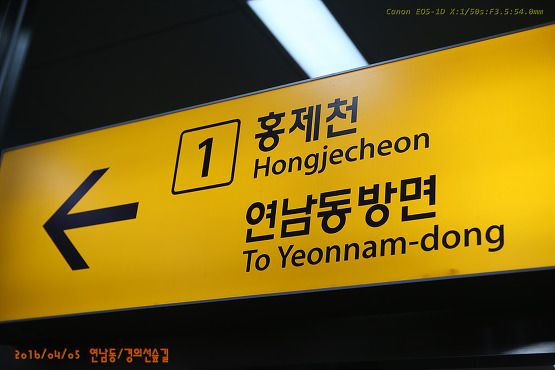 Canon EOS-1D X:1/50s:F3.5:54.0mm
1 홍제천
Hongjecheon
연남동방면
To Yeonnam-dong
2016/04/05 연남동/경의선숲길